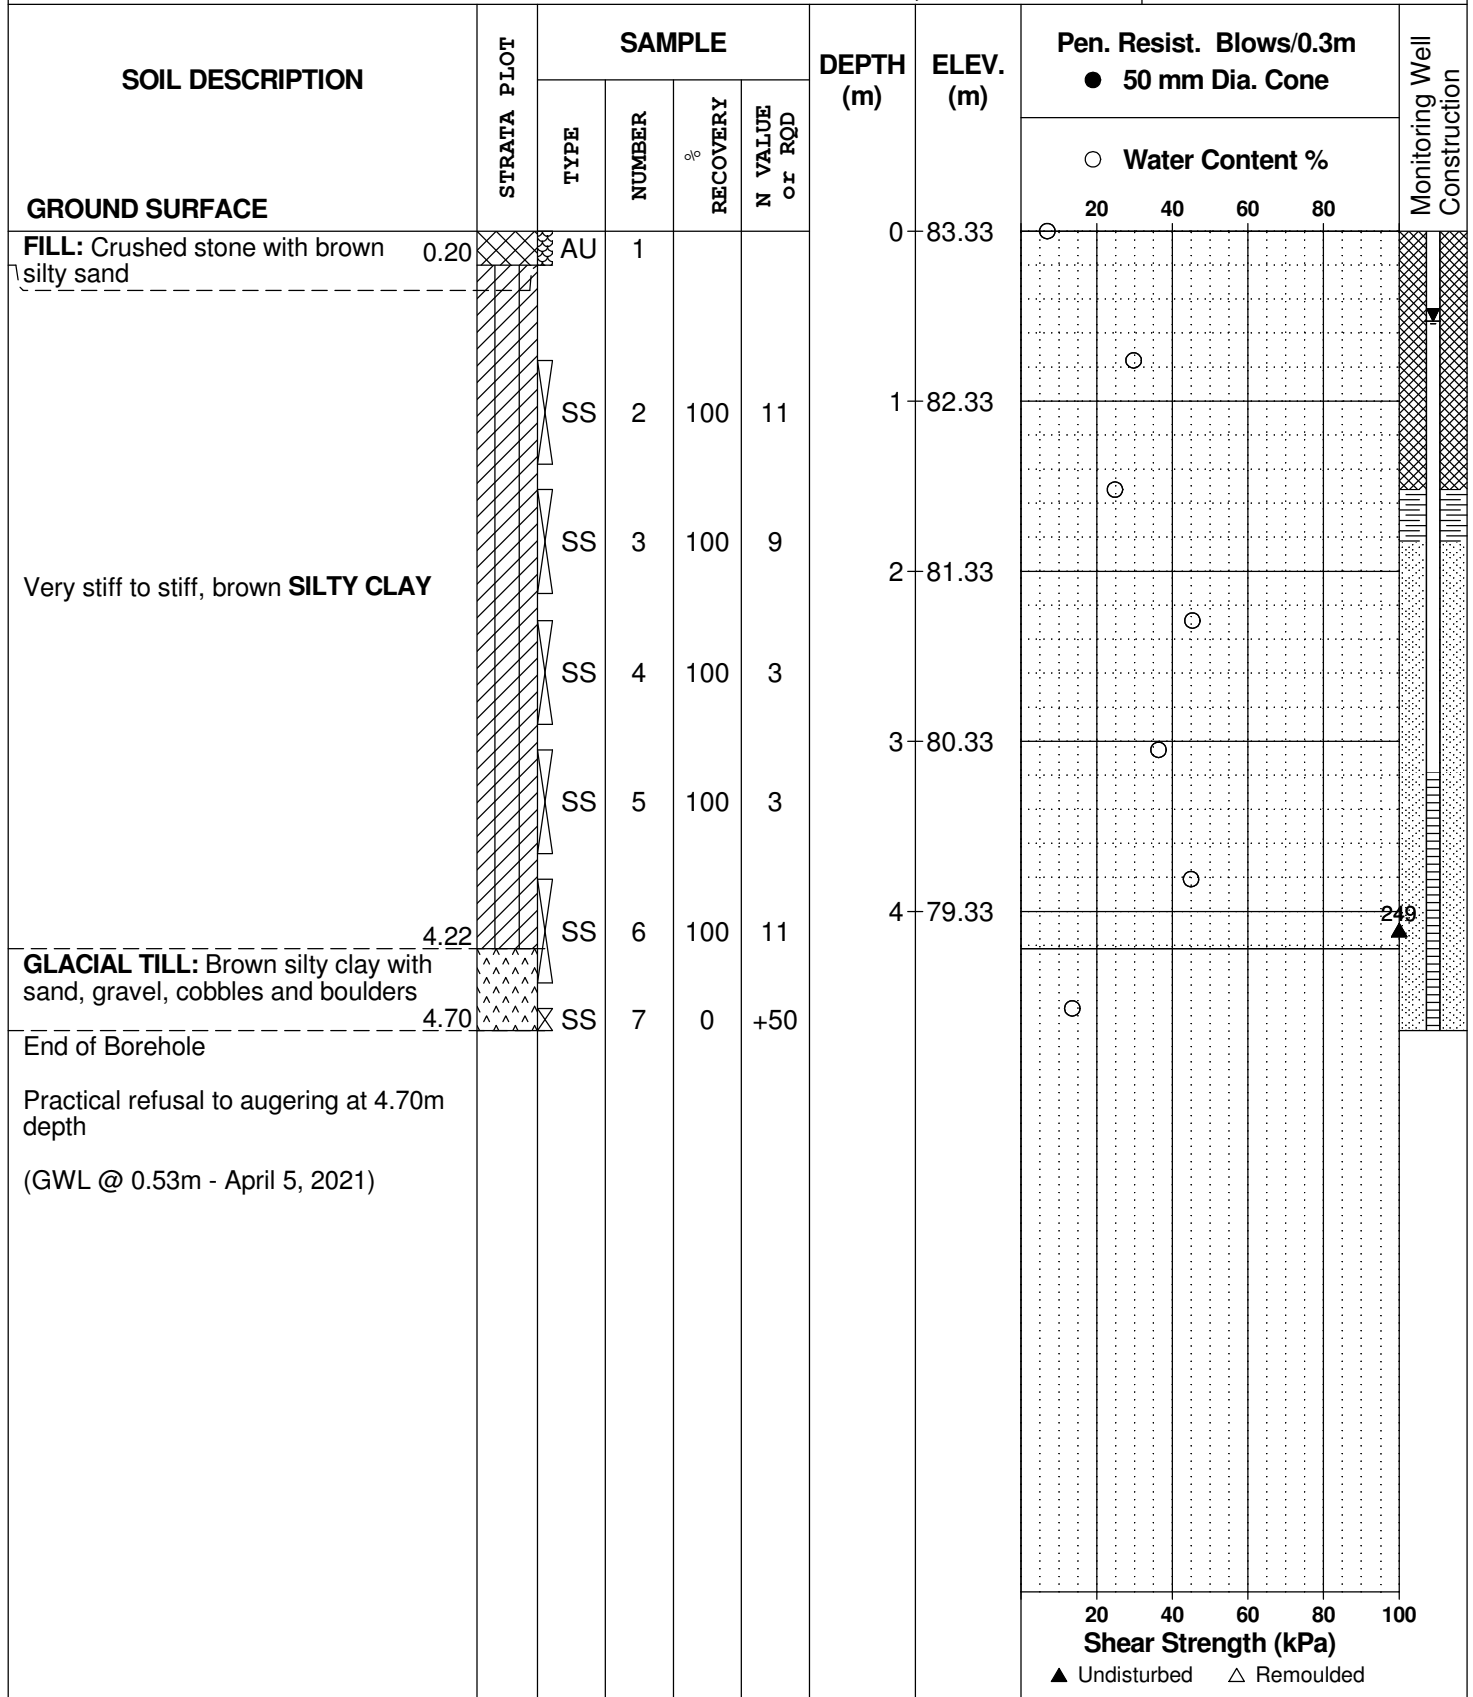 SOIL DESCRIPTION
GROUND SURFACE
STRATA PLOT
SAMPLE
TYPE
NUMBER
%
RECOVERY
N VALUE
or RQD
DEPTH
(m)
ELEV.
(m)
Pen. Resist. Blows/0.3m
● 50 mm Dia. Cone
○ Water Content %
20 40 60 80
Monitoring Well
Construction
FILL: Crushed stone with brown
silty sand
0.20
AU 1
0 83.33
SS 2 100 11
1 82.33
SS 3 100 9
Very stiff to stiff, brown SILTY CLAY
2 81.33
SS 4 100 3
3 80.33
SS 5 100 3
4 79.33
249
4.22
SS 6 100 11
GLACIAL TILL: Brown silty clay with
sand, gravel, cobbles and boulders
4.70
SS 7 0 +50
End of Borehole
Practical refusal to augering at 4.70m
depth
(GWL @ 0.53m - April 5, 2021)
20 40 60 80 100
Shear Strength (kPa)
▲ Undisturbed △ Remoulded